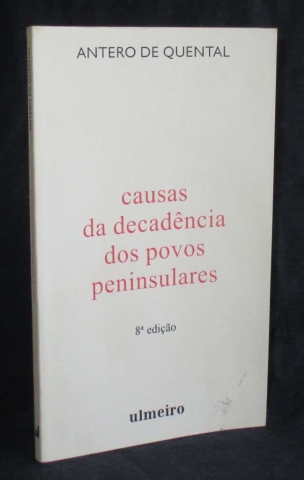 ANTERO DE QUENTAL
causas
da decadência
dos povos
peninsulares
8ª edição
ulmeiro